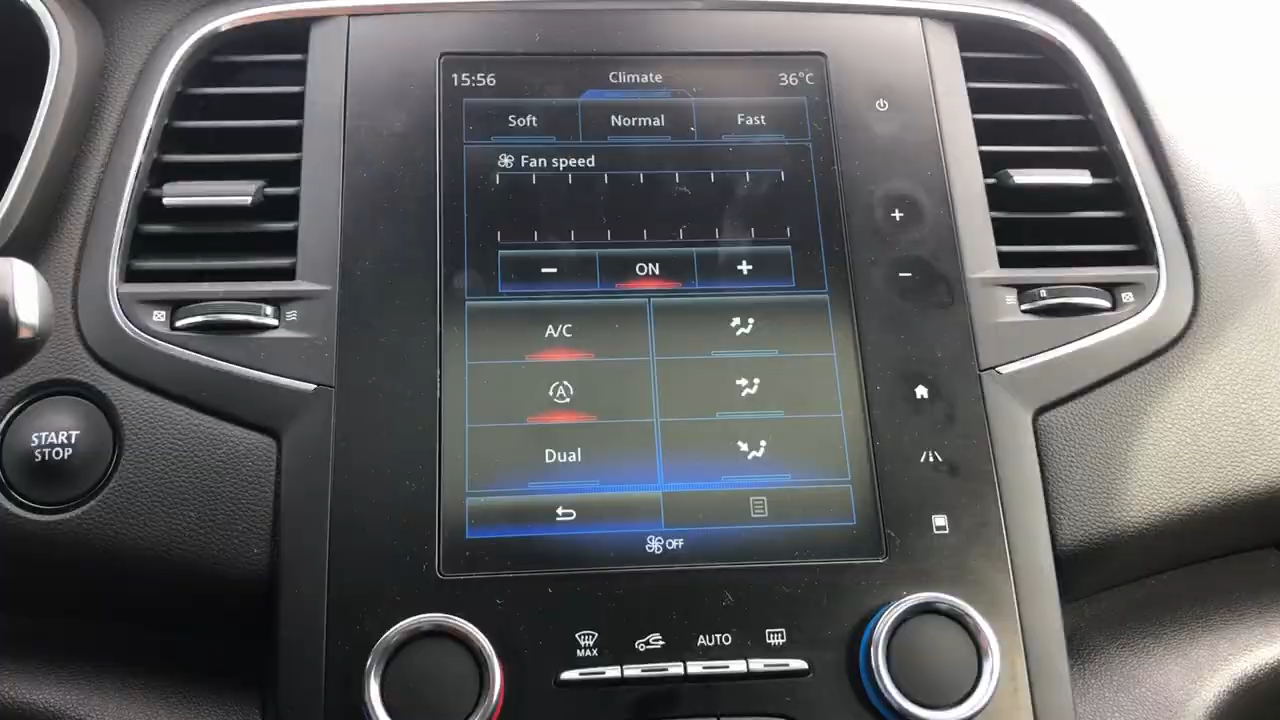 15:56 Climate 36°C
Soft Normal Fast
Fan speed
ON
A/C
A
Dual
OFF
START
STOP
MAX
AUTO